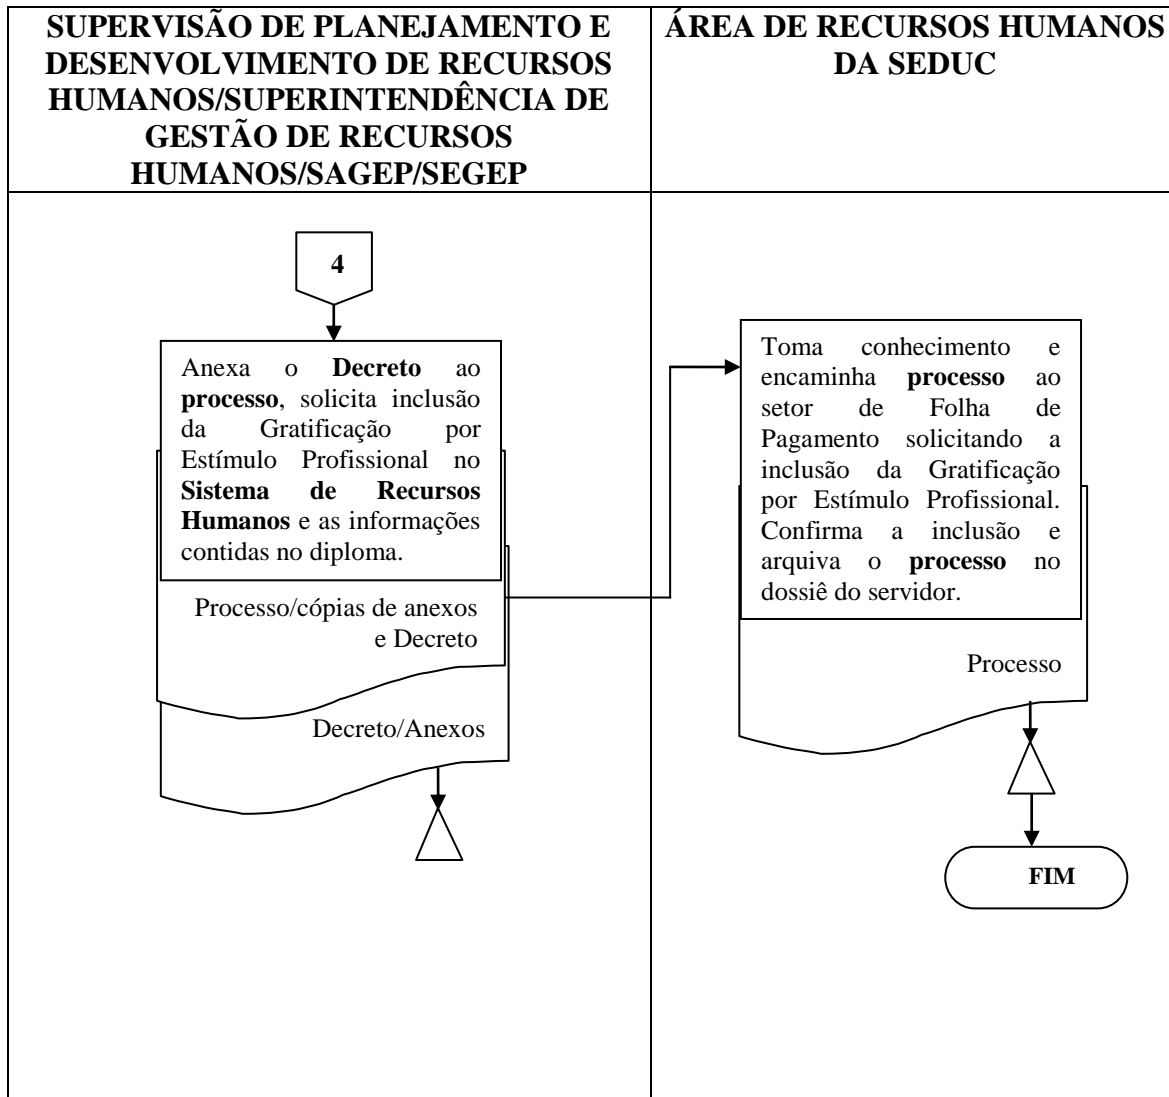 SUPERVISÃO DE PLANEJAMENTO E
DESENVOLVIMENTO DE RECURSOS
HUMANOS/SUPERINTENDÊNCIA DE
GESTÃO DE RECURSOS
HUMANOS/SAGEP/SEGEP
ÁREA DE RECURSOS HUMANOS
DA SEDUC
4
Anexa o Decreto ao
processo, solicita inclusão
da Gratificação por
Estímulo Profissional no
Sistema de Recursos
Humanos e as informações
contidas no diploma.
Processo/cópias de anexos
e Decreto
Decreto/Anexos
Toma conhecimento e
encaminha processo ao
setor de Folha de
Pagamento solicitando a
inclusão da Gratificação
por Estímulo Profissional.
Confirma a inclusão e
arquiva o processo no
dossiê do servidor.
Processo
FIM